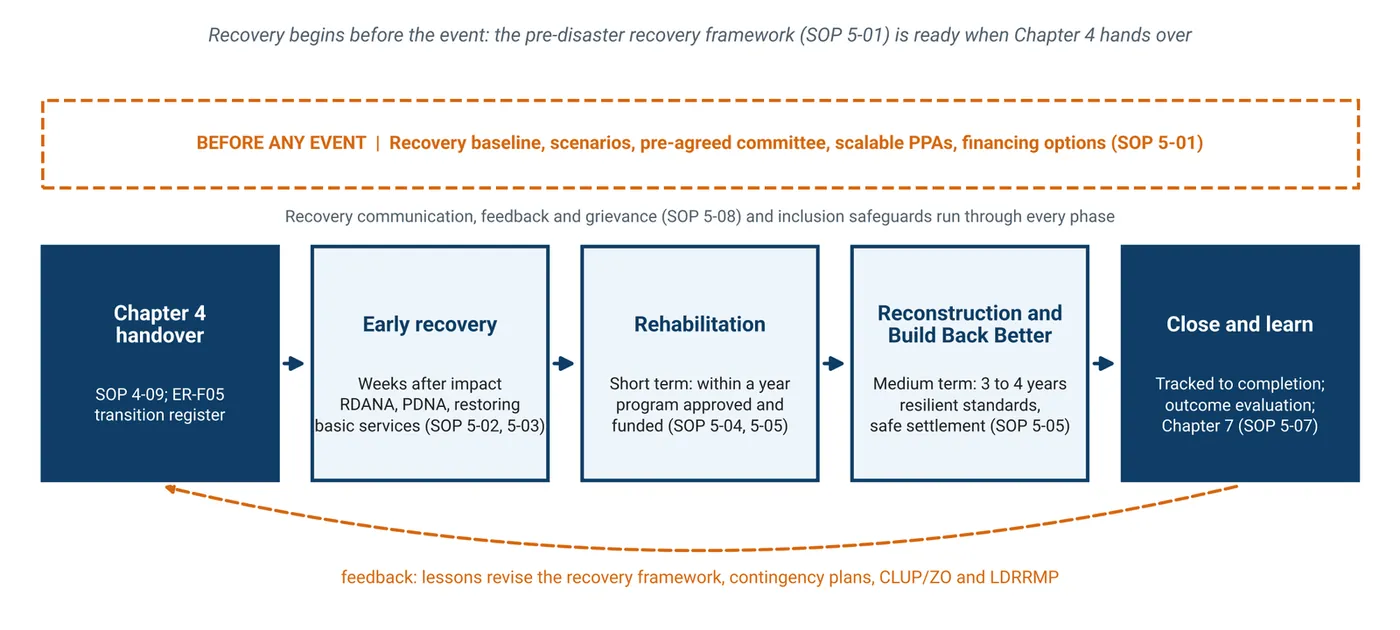 Recovery begins before the event: the pre-disaster recovery framework (SOP 5-01) is ready when Chapter 4 hands over
BEFORE ANY EVENT | Recovery baseline, scenarios, pre-agreed committee, scalable PPAs, financing options (SOP 5-01)
Recovery communication, feedback and grievance (SOP 5-08) and inclusion safeguards run through every phase
Chapter 4
handover
SOP 4-09; ER-F05
transition register
Early recovery
Weeks after impact
RDANA, PDNA, restoring
basic services (SOP 5-02, 5-03)
Rehabilitation
Short term: within a year
program approved and
funded (SOP 5-04, 5-05)
Reconstruction and
Build Back Better
Medium term: 3 to 4 years
resilient standards,
safe settlement (SOP 5-05)
Close and learn
Tracked to completion;
outcome evaluation;
Chapter 7 (SOP 5-07)
feedback: lessons revise the recovery framework, contingency plans, CLUP/ZO and LDRRMP